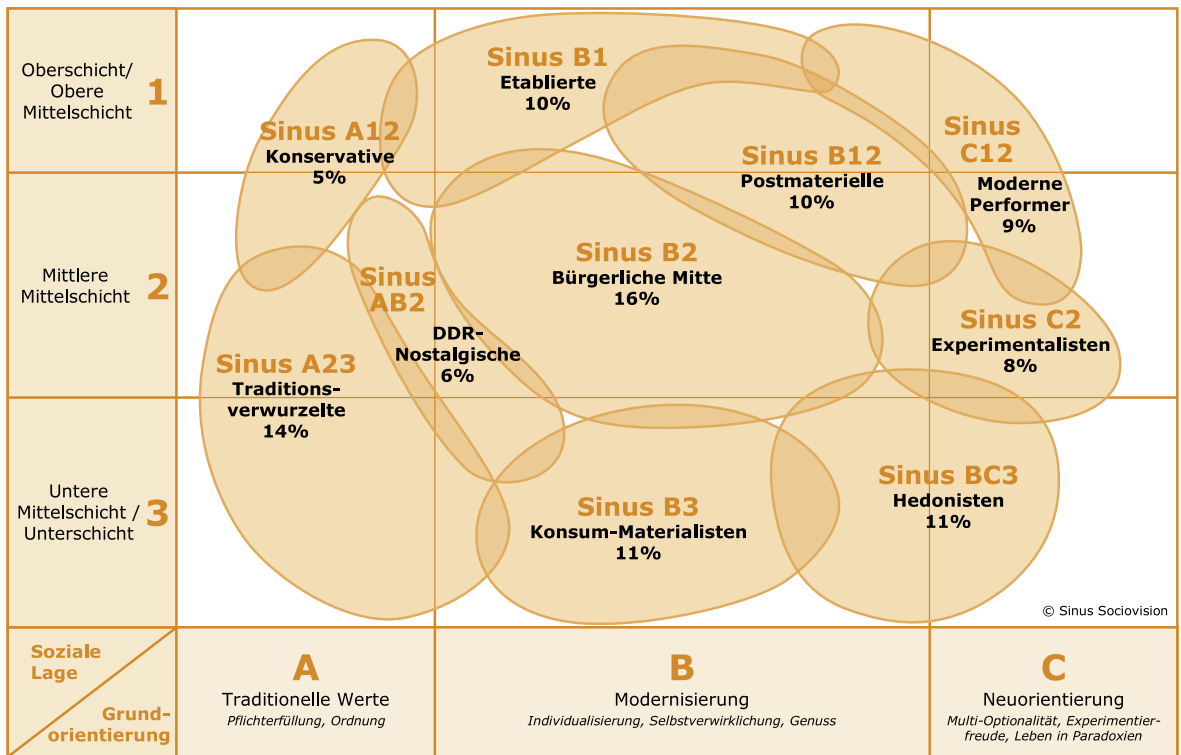 Oberschicht/
Obere
Mittelschicht
1
Mittlere
Mittelschicht
2
Untere
Mittelschicht /
Unterschicht
3
Sinus B1
Etablierte
10%
Sinus A12
Konservative
5%
Sinus B12
Postmaterielle
10%
Sinus
C12
Moderne
Performer
9%
Sinus B2
Bürgerliche Mitte
16%
Sinus
AB2
DDR-
Nostalgische
6%
Sinus C2
Experimentalisten
8%
Sinus A23
Traditions-
verwurzelte
14%
Sinus B3
Konsum-Materialisten
11%
Sinus BC3
Hedonisten
11%
© Sinus Sociovision
Soziale
Lage
Grund-
orientierung
A
Traditionelle Werte
Pflichterfüllung, Ordnung
B
Modernisierung
Individualisierung, Selbstverwirklichung, Genuss
C
Neuorientierung
Multi-Optionalität, Experimentier-
freude, Leben in Paradoxien